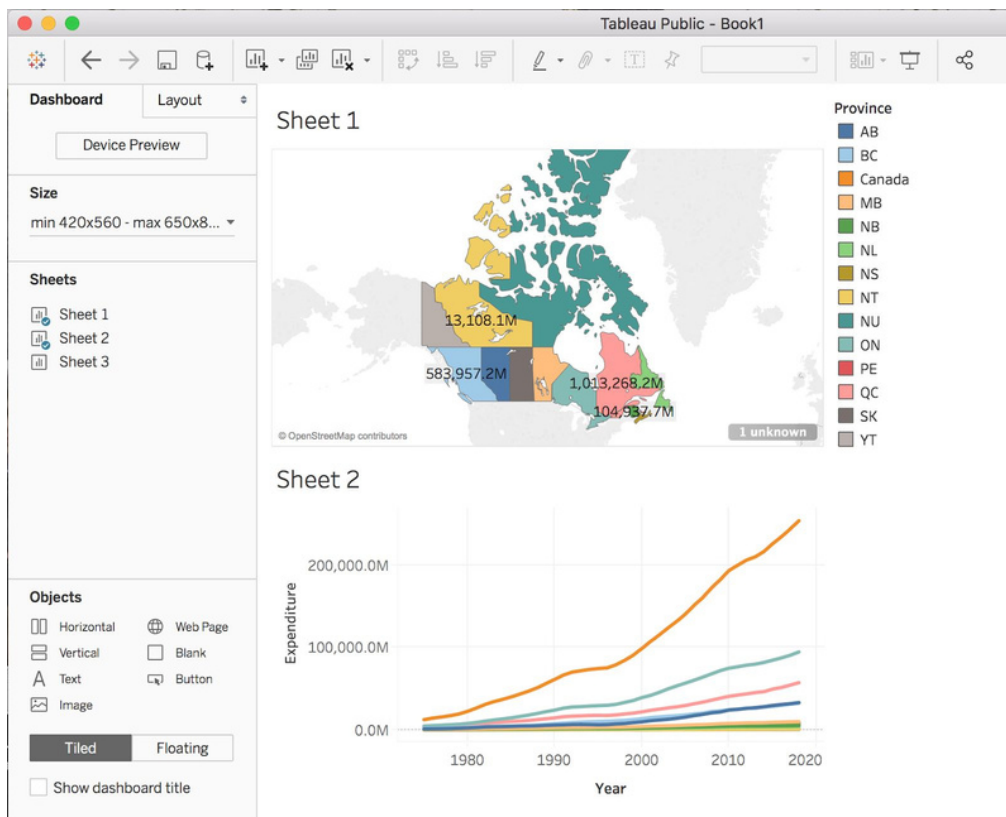 Tableau Public - Book1
Dashboard
Layout
Device Preview
Size
min 420x560 - max 650x8...
Sheets
Sheet 1
Sheet 2
Sheet 3
Objects
Horizontal
Web Page
Vertical
Blank
Text
Button
Image
Tiled
Floating
Show dashboard title
Sheet 1
13,108.1M
583,957.2M
1,013,268.2M
104,937.7M
© OpenStreetMap contributors
1 unknown
Province
AB
BC
Canada
MB
NB
NL
NS
NT
NU
ON
PE
QC
SK
YT
Sheet 2
Expenditure
200,000.0M
100,000.0M
0.0M
1980
1990
2000
2010
2020
Year